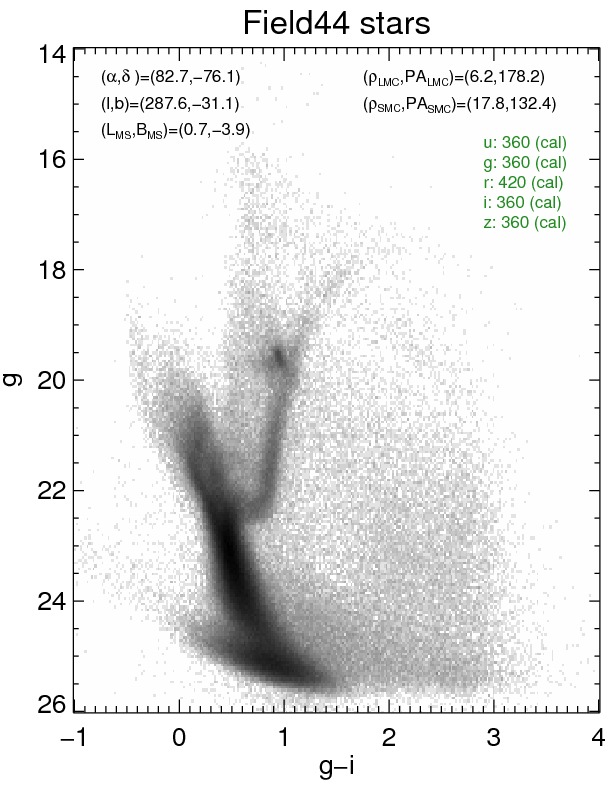 Field44 stars
(α,δ )=(82.7,−76.1)
(ρLMC,PALMC)=(6.2,178.2)
(l,b)=(287.6,−31.1)
(ρSMC,PASMC)=(17.8,132.4)
(LMS,BMS)=(0.7,−3.9)
u: 360 (cal)
g: 360 (cal)
r: 420 (cal)
i: 360 (cal)
z: 360 (cal)
14
16
18
20
22
24
26
g
−1 0 1 2 3 4
g−i